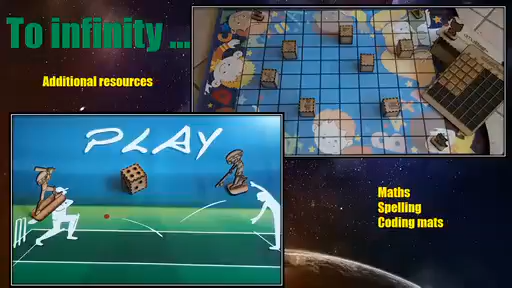 To infinity ...
Additional resources
PLAY
Maths
Spelling
Coding mats